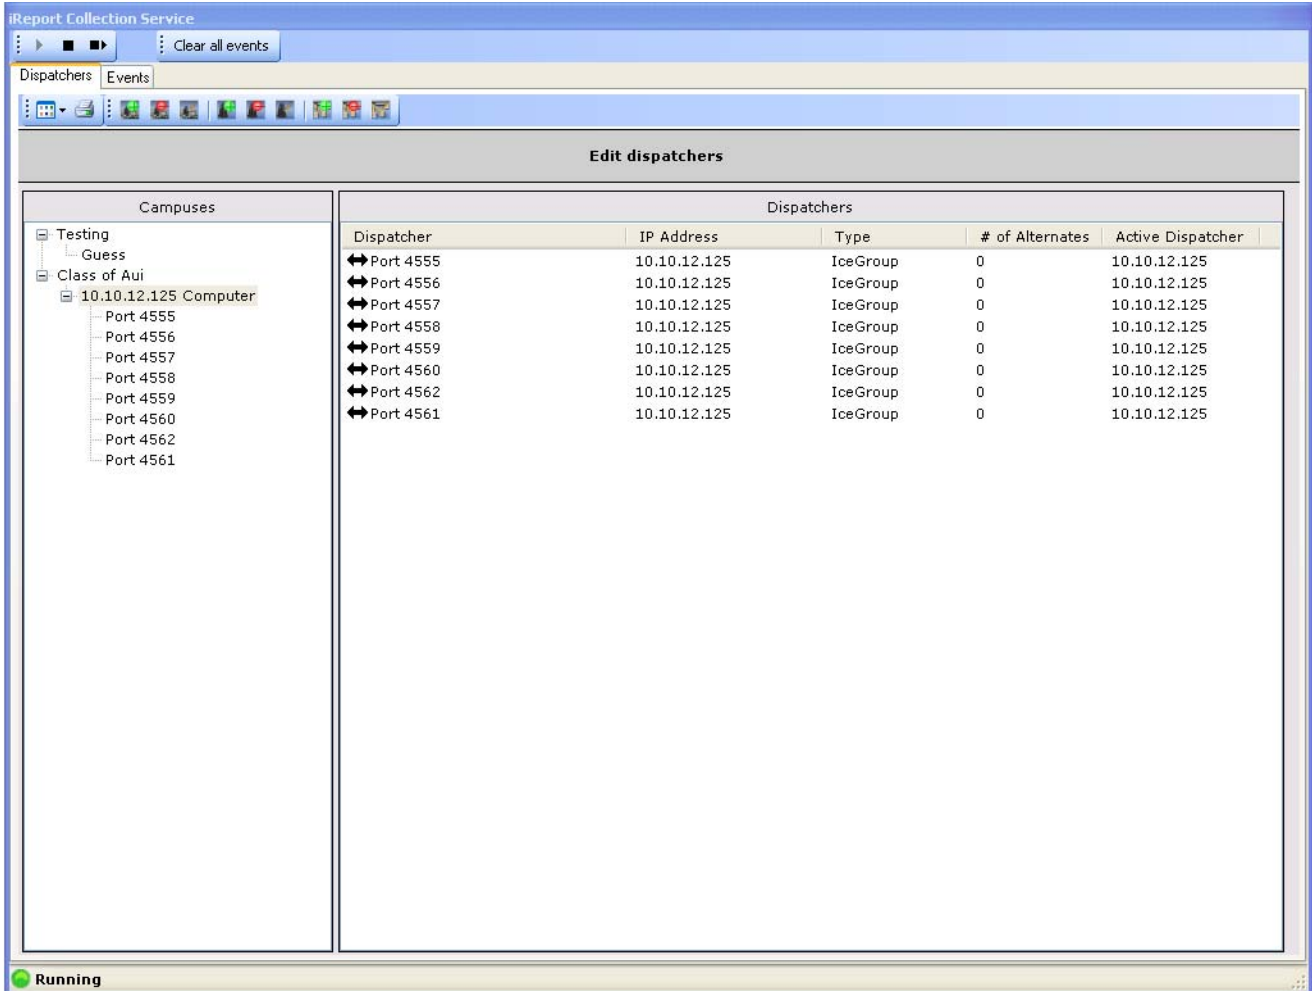 iReport Collection Service
Clear all events
Dispatchers Events
Edit dispatchers
Campuses
Testing
Guess
Class of Aui
10.10.12.125 Computer
Port 4555
Port 4556
Port 4557
Port 4558
Port 4559
Port 4560
Port 4562
Port 4561
Dispatchers
Dispatcher IP Address Type # of Alternates Active Dispatcher
Port 4555 10.10.12.125 IceGroup 0 10.10.12.125
Port 4556 10.10.12.125 IceGroup 0 10.10.12.125
Port 4557 10.10.12.125 IceGroup 0 10.10.12.125
Port 4558 10.10.12.125 IceGroup 0 10.10.12.125
Port 4559 10.10.12.125 IceGroup 0 10.10.12.125
Port 4560 10.10.12.125 IceGroup 0 10.10.12.125
Port 4562 10.10.12.125 IceGroup 0 10.10.12.125
Port 4561 10.10.12.125 IceGroup 0 10.10.12.125
Running